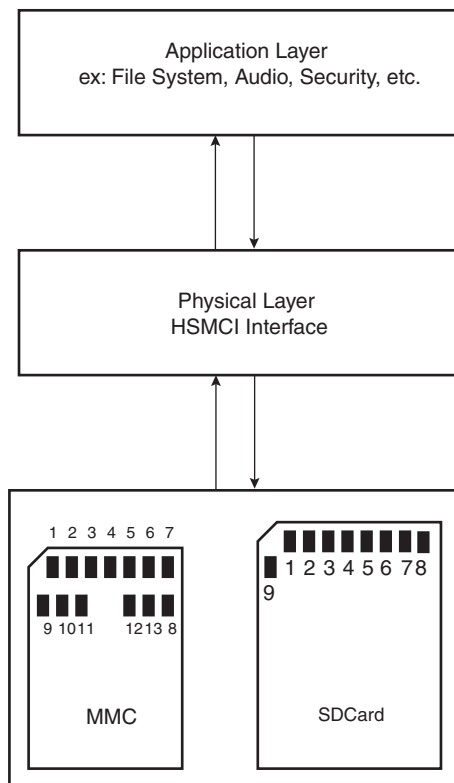 Application Layer
ex: File System, Audio, Security, etc.
Physical Layer
HSMCI Interface
1 2 3 4 5 6 7
9 10 11 12 13 8
MMC
1 2 3 4 5 6 7 8
9
SDCard